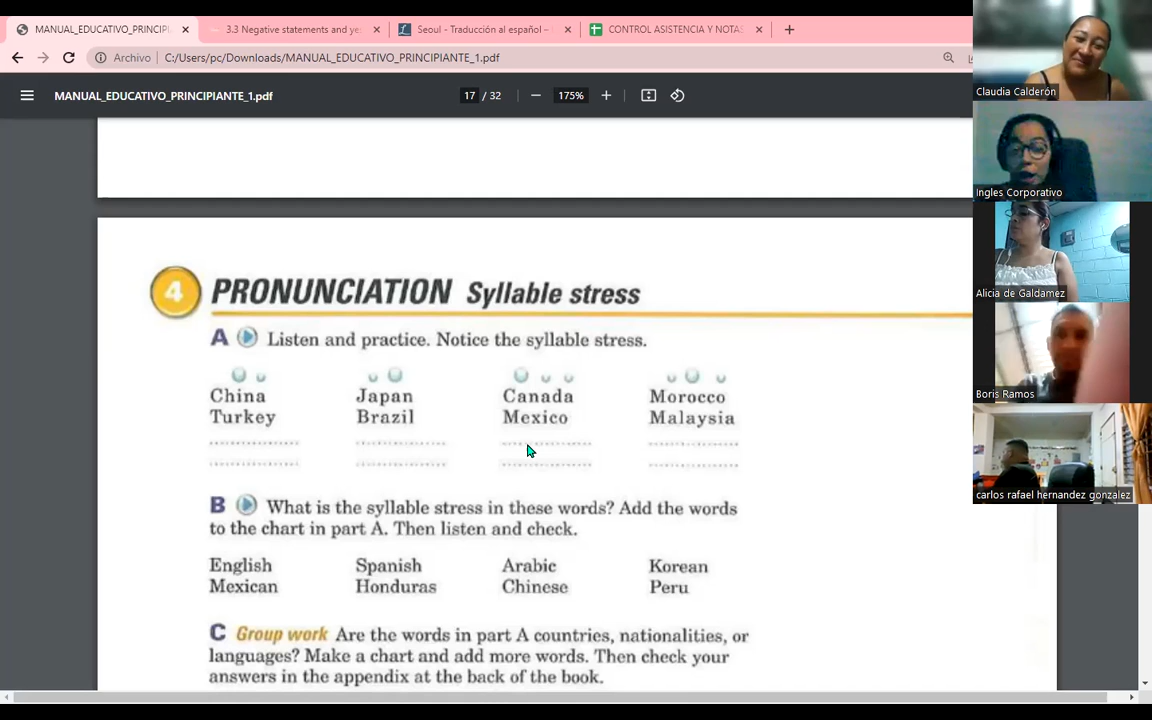 MANUAL_EDUCATIVO_PRINCIPI
3.3 Negative statements and ye
Seoul - Traducción al español –
CONTROL ASISTENCIA Y NOTAS
Archivo
C:/Users/pc/Downloads/MANUAL_EDUCATIVO_PRINCIPIANTE_1.pdf
MANUAL_EDUCATIVO_PRINCIPIANTE_1.pdf
17 / 32
175%
4 PRONUNCIATION Syllable stress
A Listen and practice. Notice the syllable stress.
China Japan Canada Morocco
Turkey Brazil Mexico Malaysia
B What is the syllable stress in these words? Add the words
to the chart in part A. Then listen and check.
English Spanish Arabic Korean
Mexican Honduras Chinese Peru
C Group work Are the words in part A countries, nationalities, or
languages? Make a chart and add more words. Then check your
answers in the appendix at the back of the book.
Claudia Calderón
Ingles Corporativo
Alicia de Galdamez
Boris Ramos
carlos rafael hernandez gonzalez